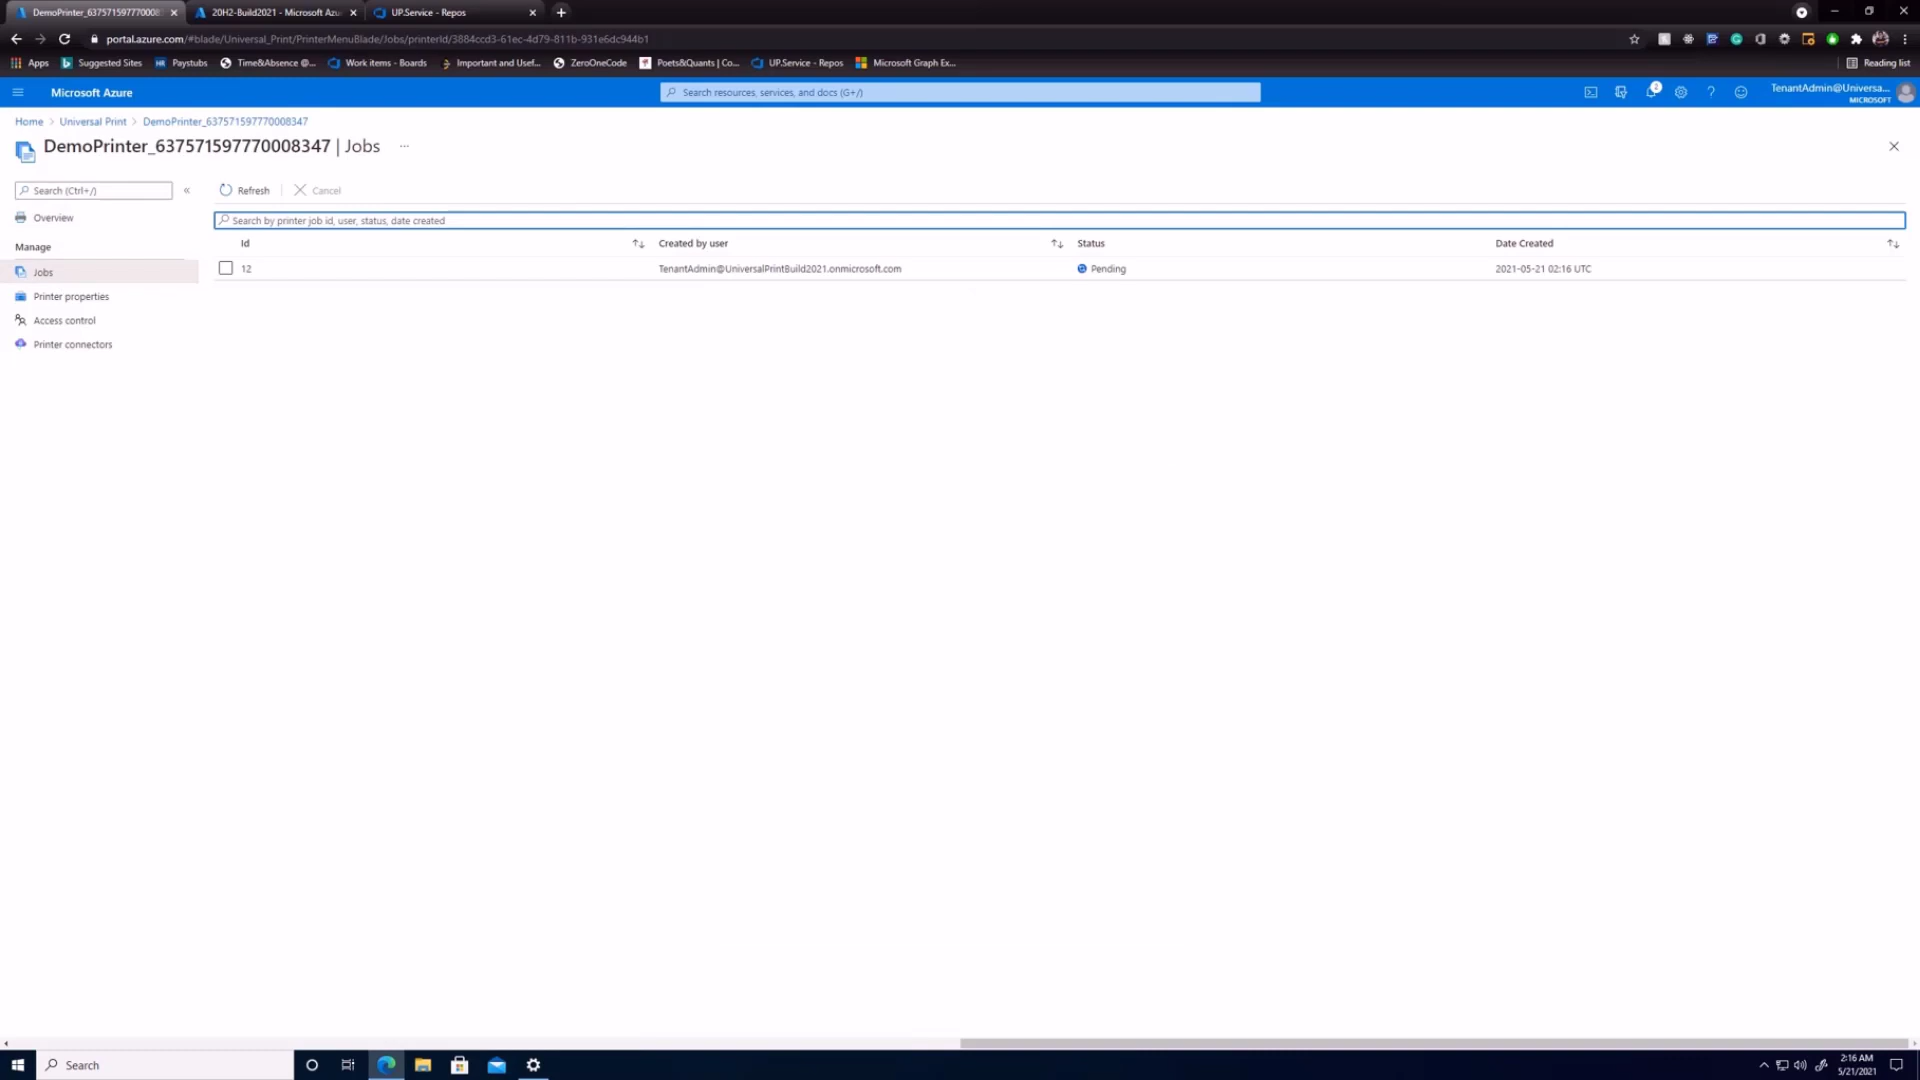 DemoPrinter_6375715977700083
20H2-Build2021 - Microsoft Azu
UP.Service - Repos
portal.azure.com/#blade/Universal_Print/PrinterMenuBlade/Jobs/printerId/3884ccd3-61ec-4d79-811b-931e6dc944b1
Apps
Suggested Sites
Paystubs
Time&Absence @...
Work items - Boards
Important and Usef...
ZeroOneCode
Poets&Quants | Co...
UP.Service - Repos
Microsoft Graph Ex...
Reading list
Microsoft Azure
Search resources, services, and docs (G+/)
2
TenantAdmin@Universa...
MICROSOFT
Home > Universal Print > DemoPrinter_637571597770008347
DemoPrinter_637571597770008347 | Jobs ...
Search (Ctrl+/)
«
Refresh
Cancel
Overview
Search by printer job id, user, status, date created
Manage
Id
Created by user
Status
Date Created
Jobs
12
TenantAdmin@UniversalPrintBuild2021.onmicrosoft.com
Pending
2021-05-21 02:16 UTC
Printer properties
Access control
Printer connectors
Search
2:16 AM
5/21/2021